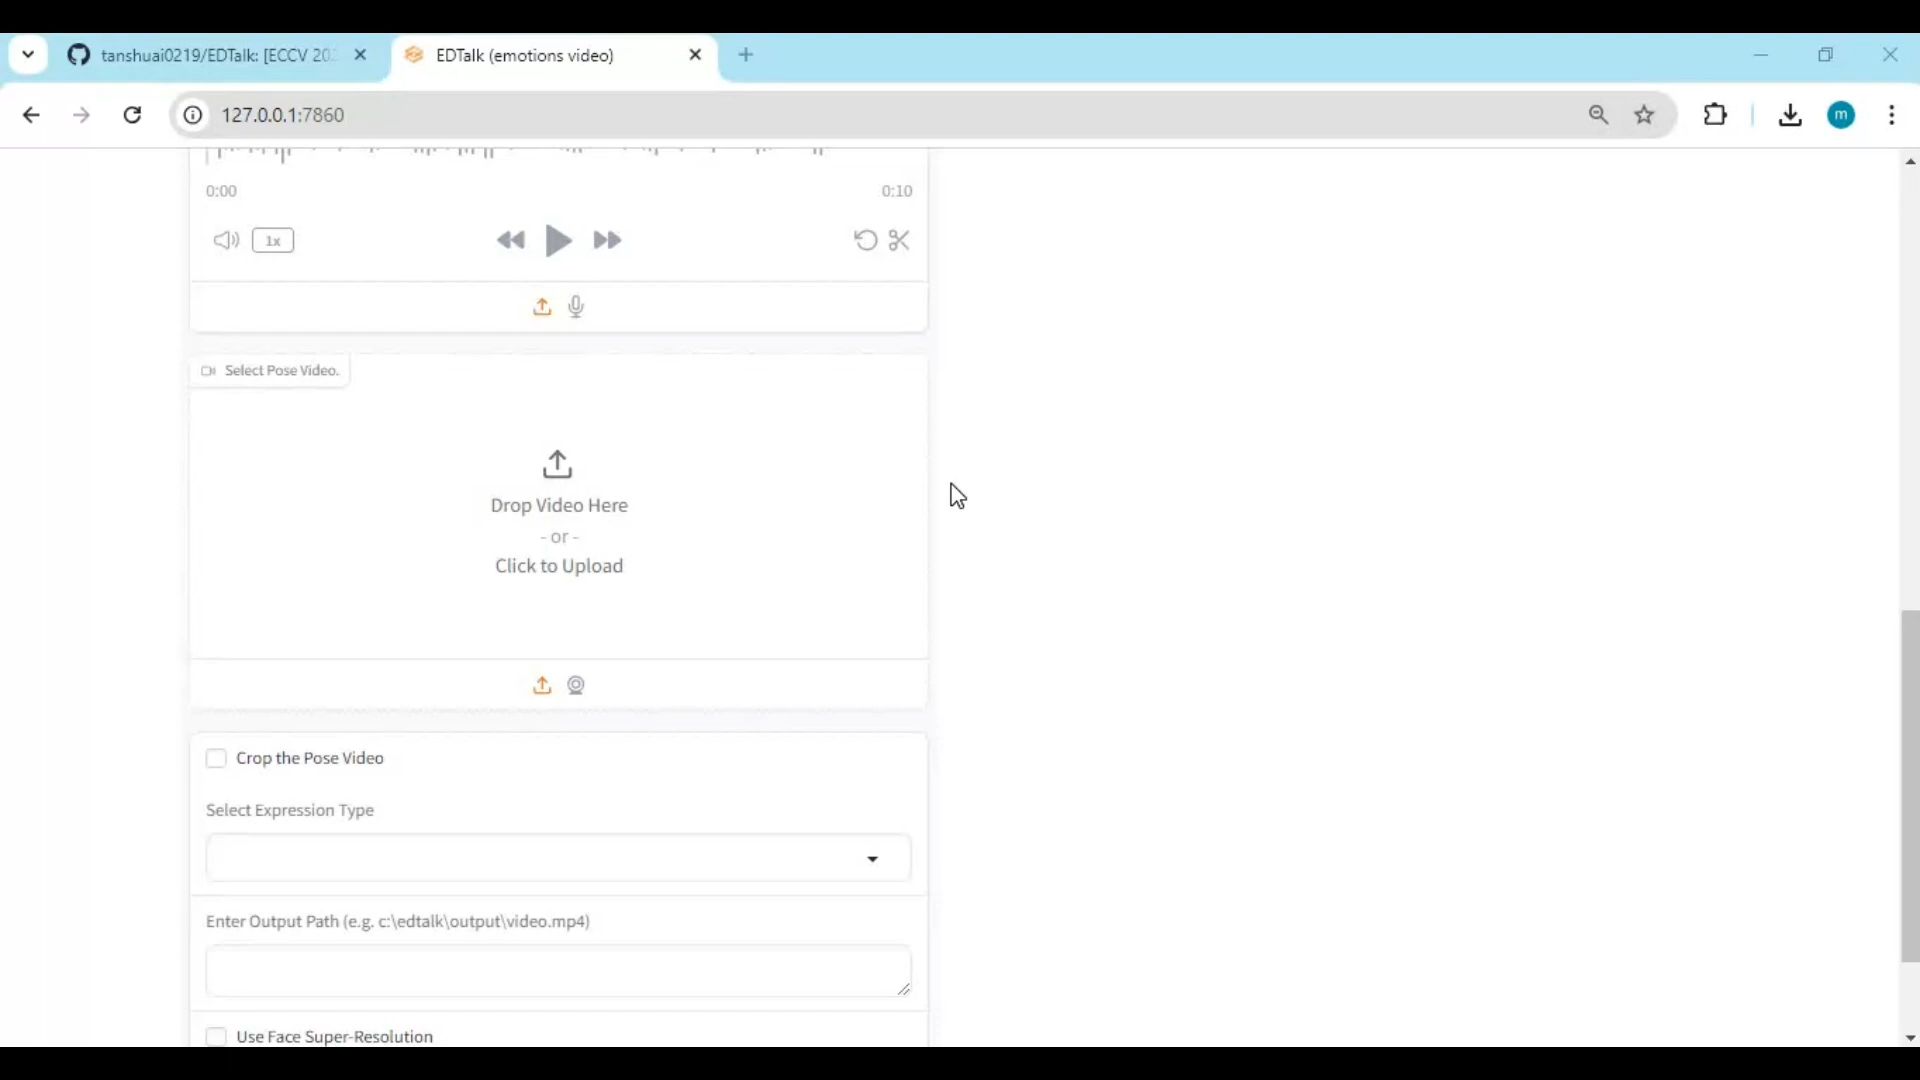 tanshuai0219/EDTalk: [ECCV 202
EDTalk (emotions video)
127.0.0.1:7860
m
0:00
0:10
1x
Select Pose Video.
Drop Video Here
- or -
Click to Upload
Crop the Pose Video
Select Expression Type
Enter Output Path (e.g. c:\edtalk\output\video.mp4)
Use Face Super-Resolution